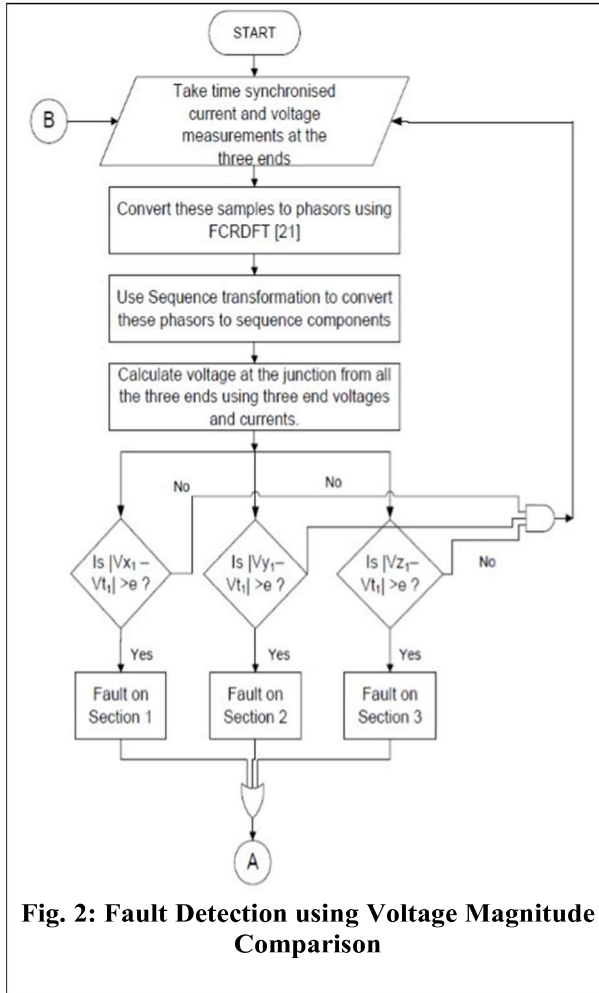 START
B
Take time synchronised
current and voltage
measurements at the
three ends
Convert these samples to phasors using
FCRDFT [21]
Use Sequence transformation to convert
these phasors to sequence components
Calculate voltage at the junction from all
the three ends using three end voltages
and currents.
No
No
No
Is |Vx₁ –
Vt₁| >e ?
Is |Vy₁–
Vt₁| >e ?
Is |Vz₁–
Vt₁| >e ?
Yes
Yes
Yes
Fault on
Section 1
Fault on
Section 2
Fault on
Section 3
A
Fig. 2: Fault Detection using Voltage Magnitude
Comparison